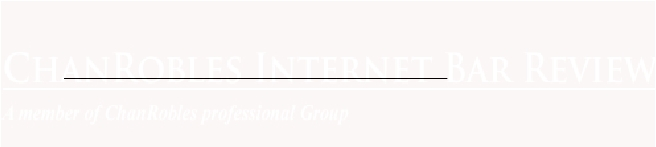 ChanRobles Internet Bar Review
A member of ChanRobles professional Group